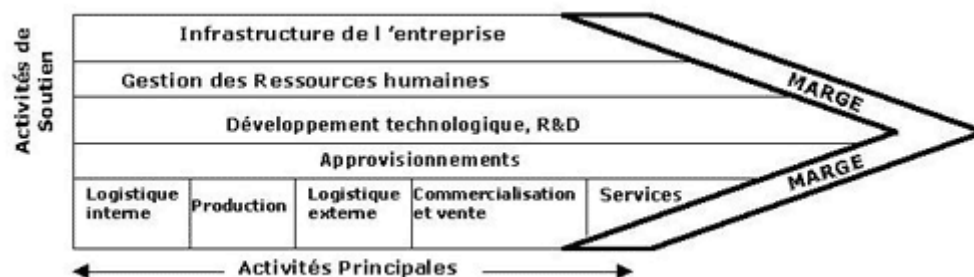 Activités de
Soutien
Infrastructure de l 'entreprise
Gestion des Ressources humaines
Développement technologique, R&D
Approvisionnements
MARGE
MARGE
Logistique
interne
Production
Logistique
externe
Commercialisation
et vente
Services
Activités Principales